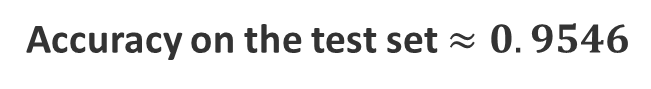 Accuracy on the test set ≈ 0.9546